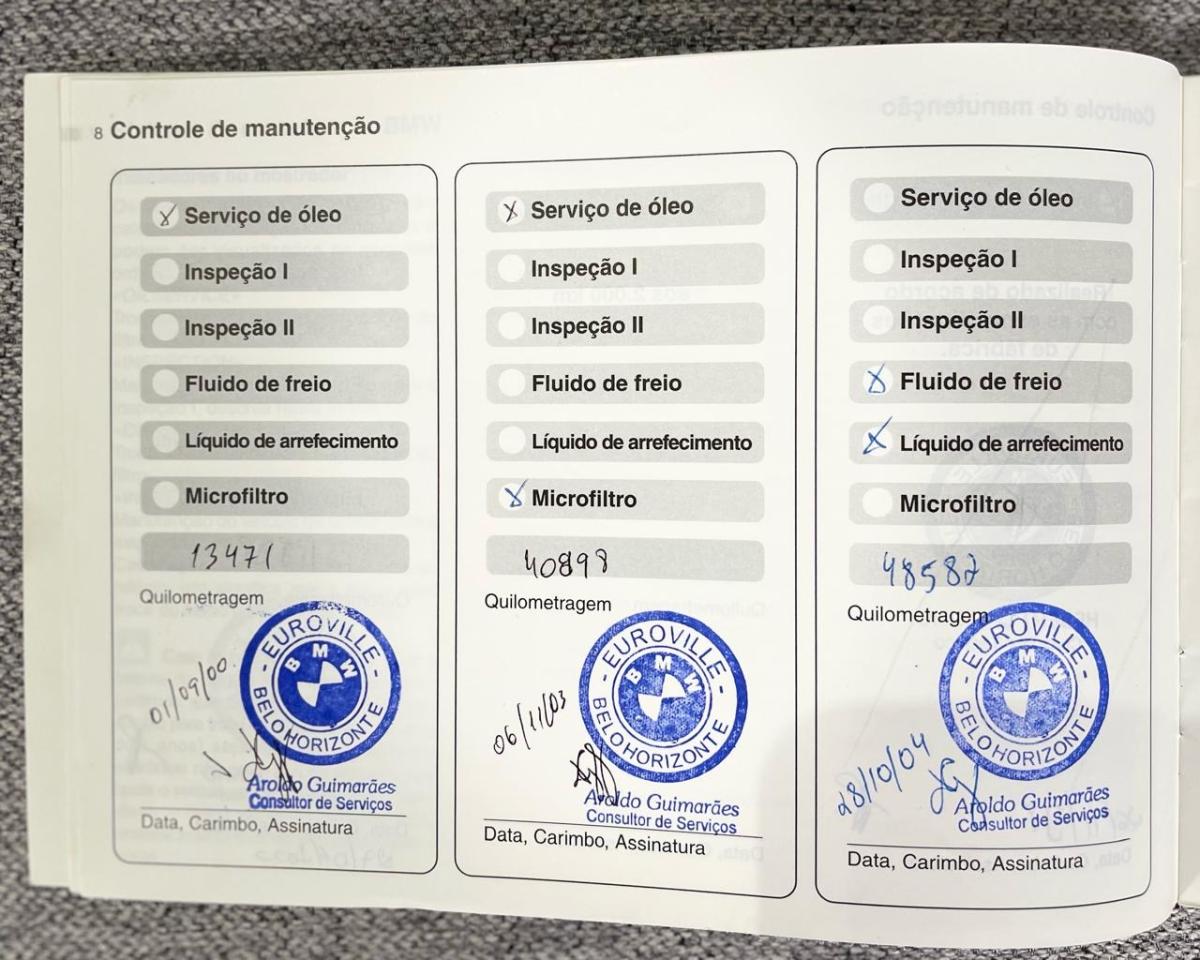 8 Controle de manutenção
X Serviço de óleo
Inspeção I
Inspeção II
Fluido de freio
Líquido de arrefecimento
Microfiltro
13471
Quilometragem
- EUROVILLE -
BMW
BELO HORIZONTE
01/09/00
Aroldo Guimarães
Consultor de Serviços
Data, Carimbo, Assinatura
X Serviço de óleo
Inspeção I
Inspeção II
Fluido de freio
Líquido de arrefecimento
X Microfiltro
40898
Quilometragem
- EUROVILLE -
BMW
BELO HORIZONTE
06/11/03
Aroldo Guimarães
Consultor de Serviços
Data, Carimbo, Assinatura
Serviço de óleo
Inspeção I
Inspeção II
X Fluido de freio
X Líquido de arrefecimento
Microfiltro
48582
Quilometragem
- EUROVILLE -
BMW
BELO HORIZONTE
28/10/04
Aroldo Guimarães
Consultor de Serviços
Data, Carimbo, Assinatura